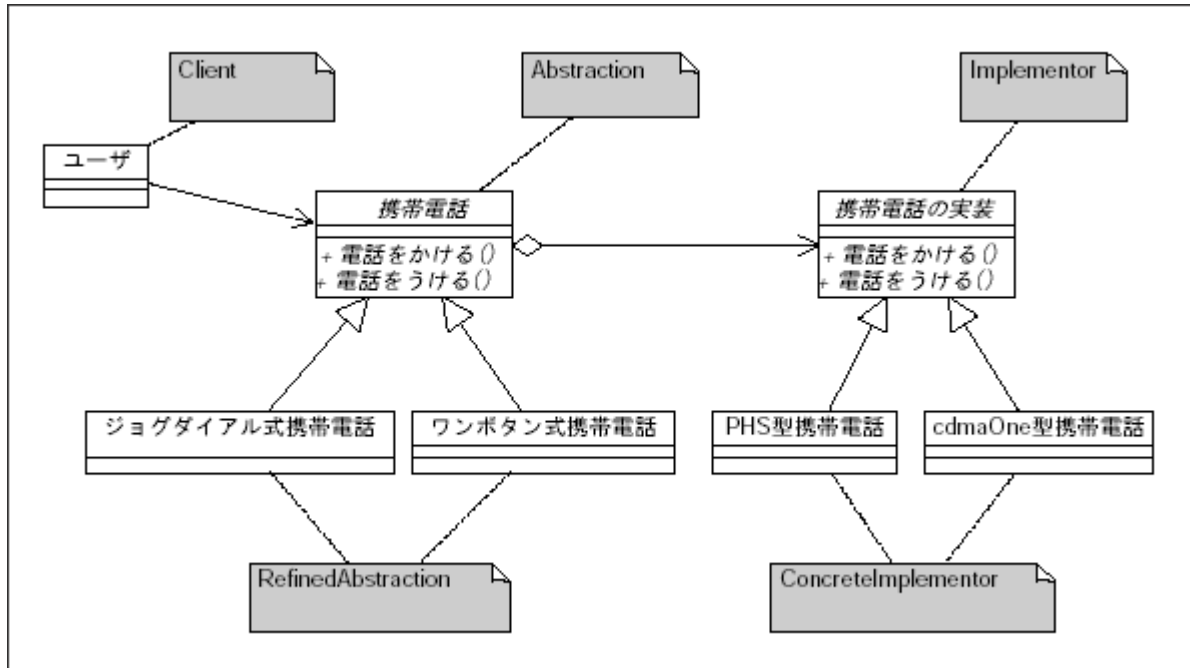 Client
Abstraction
Implementor
ユーザ
携帯電話
+ 電話をかける()
+ 電話をうける()
携帯電話の実装
+ 電話をかける()
+ 電話をうける()
ジョグダイアル式携帯電話
ワンボタン式携帯電話
PHS型携帯電話
cdmaOne型携帯電話
RefinedAbstraction
ConcreteImplementor